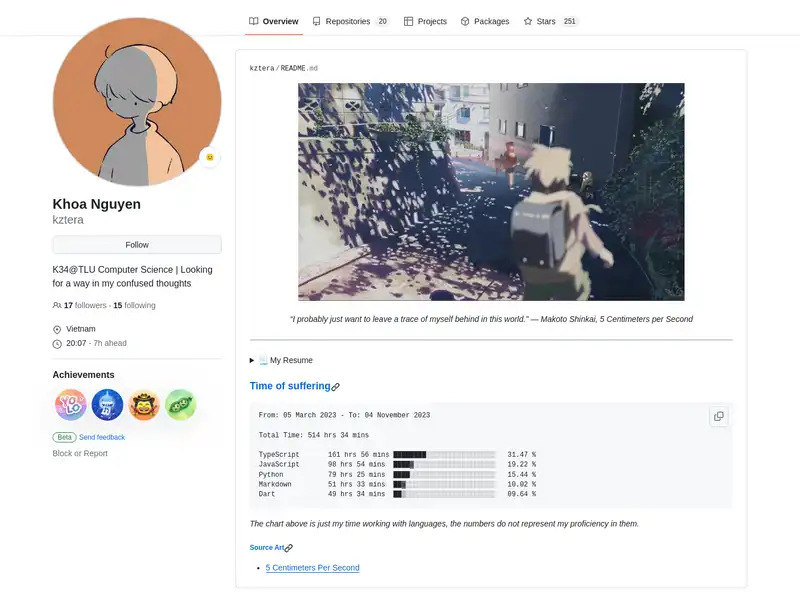 Overview
Repositories 20
Projects
Packages
Stars 251
Khoa Nguyen
kztera
Follow
K34@TLU Computer Science | Looking
for a way in my confused thoughts
17 followers · 15 following
Vietnam
20:07 - 7h ahead
Achievements
YOLO
Beta Send feedback
Block or Report
kztera/README.md
"I probably just want to leave a trace of myself behind in this world." — Makoto Shinkai, 5 Centimeters per Second
My Resume
Time of suffering
From: 05 March 2023 - To: 04 November 2023
Total Time: 514 hrs 34 mins
TypeScript 161 hrs 56 mins 31.47 %
JavaScript 98 hrs 54 mins 19.22 %
Python 79 hrs 25 mins 15.44 %
Markdown 51 hrs 33 mins 10.02 %
Dart 49 hrs 34 mins 09.64 %
The chart above is just my time working with languages, the numbers do not represent my proficiency in them.
Source Art
5 Centimeters Per Second